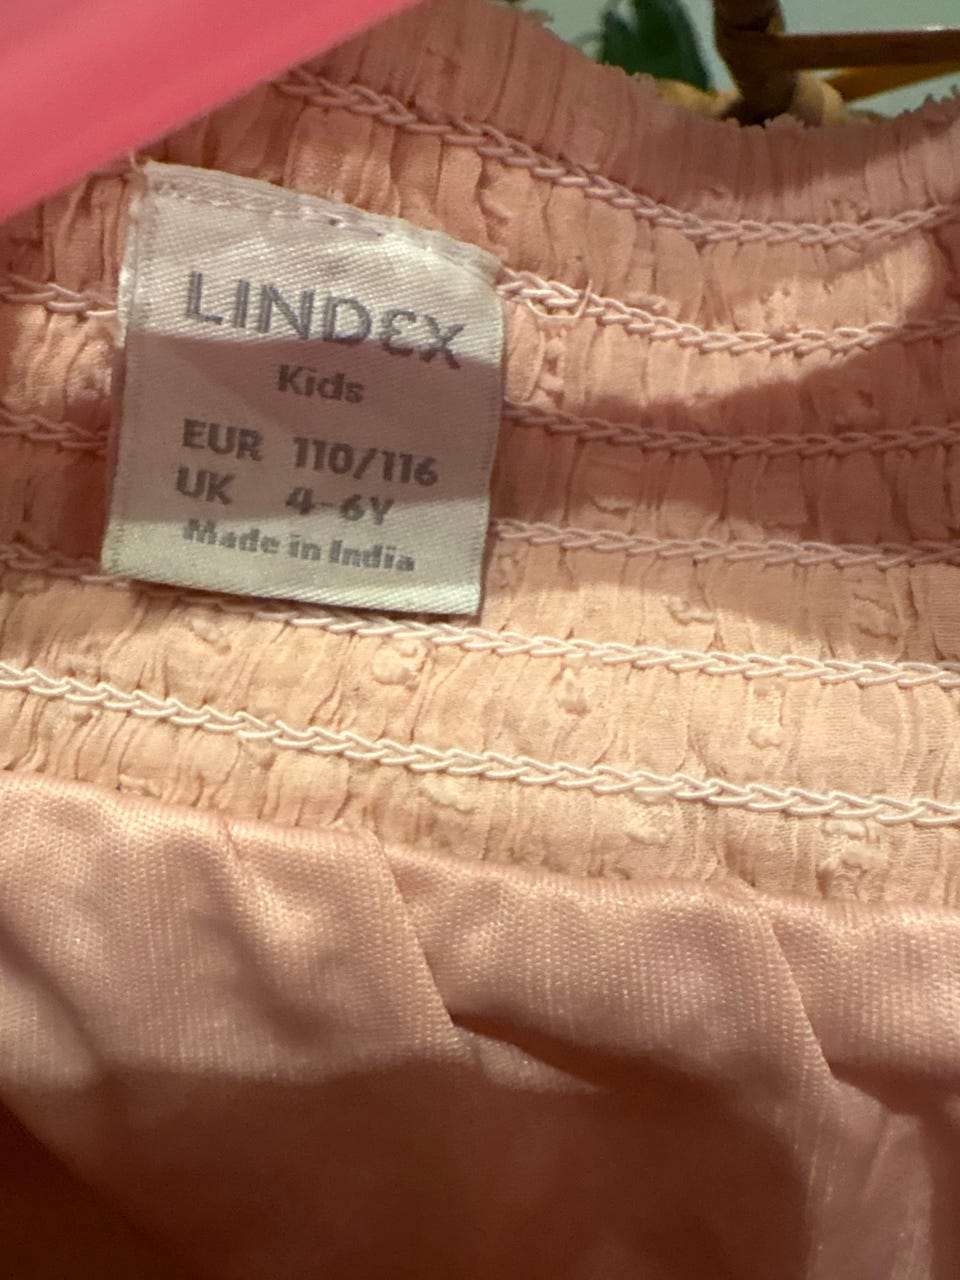 LINDEX
Kids
EUR 110/116
UK 4-6Y
Made in India